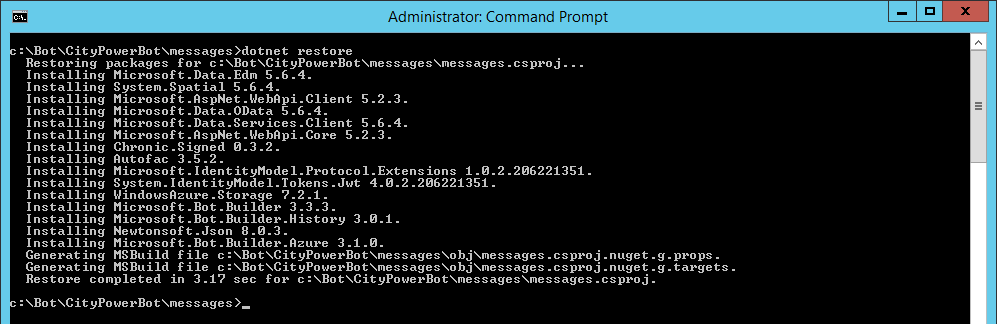 Administrator: Command Prompt
c:\Bot\CityPowerBot\messages>dotnet restore
Restoring packages for c:\Bot\CityPowerBot\messages\messages.csproj...
Installing Microsoft.Data.Edm 5.6.4.
Installing System.Spatial 5.6.4.
Installing Microsoft.AspNet.WebApi.Client 5.2.3.
Installing Microsoft.Data.OData 5.6.4.
Installing Microsoft.Data.Services.Client 5.6.4.
Installing Microsoft.AspNet.WebApi.Core 5.2.3.
Installing Chronic.Signed 0.3.2.
Installing Autofac 3.5.2.
Installing Microsoft.IdentityModel.Protocol.Extensions 1.0.2.206221351.
Installing System.IdentityModel.Tokens.Jwt 4.0.2.206221351.
Installing WindowsAzure.Storage 7.2.1.
Installing Microsoft.Bot.Builder 3.3.3.
Installing Microsoft.Bot.Builder.History 3.0.1.
Installing Newtonsoft.Json 8.0.3.
Installing Microsoft.Bot.Builder.Azure 3.1.0.
Generating MSBuild file c:\Bot\CityPowerBot\messages\obj\messages.csproj.nuget.g.props.
Generating MSBuild file c:\Bot\CityPowerBot\messages\obj\messages.csproj.nuget.g.targets.
Restore completed in 3.17 sec for c:\Bot\CityPowerBot\messages\messages.csproj.
c:\Bot\CityPowerBot\messages>_